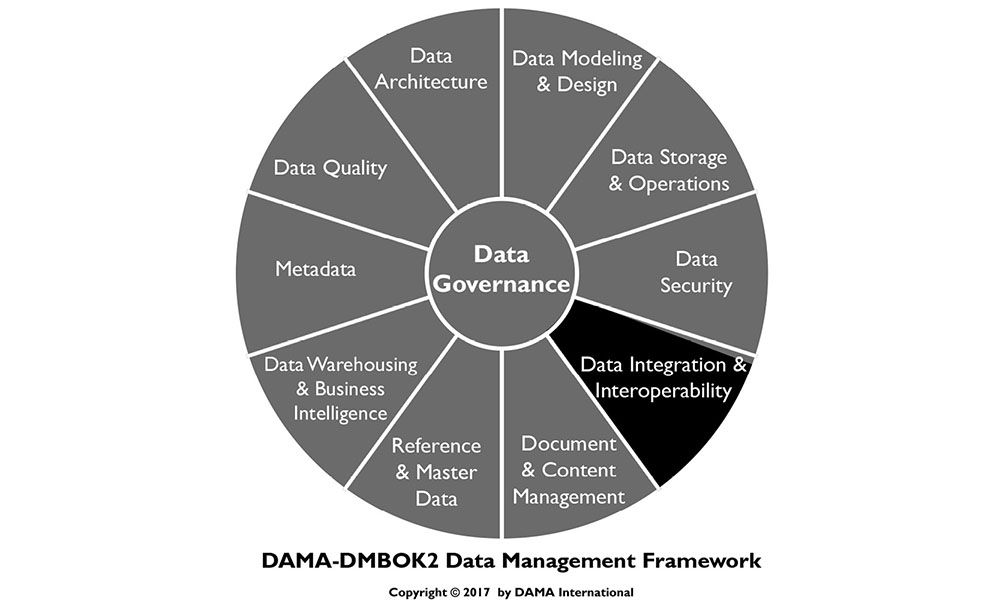 Data
Architecture
Data Modeling
& Design
Data Storage
& Operations
Data
Security
Data Integration &
Interoperability
Document
& Content
Management
Reference
& Master
Data
Data Warehousing
& Business
Intelligence
Metadata
Data Quality
Data
Governance
DAMA-DMBOK2 Data Management Framework
Copyright © 2017 by DAMA International